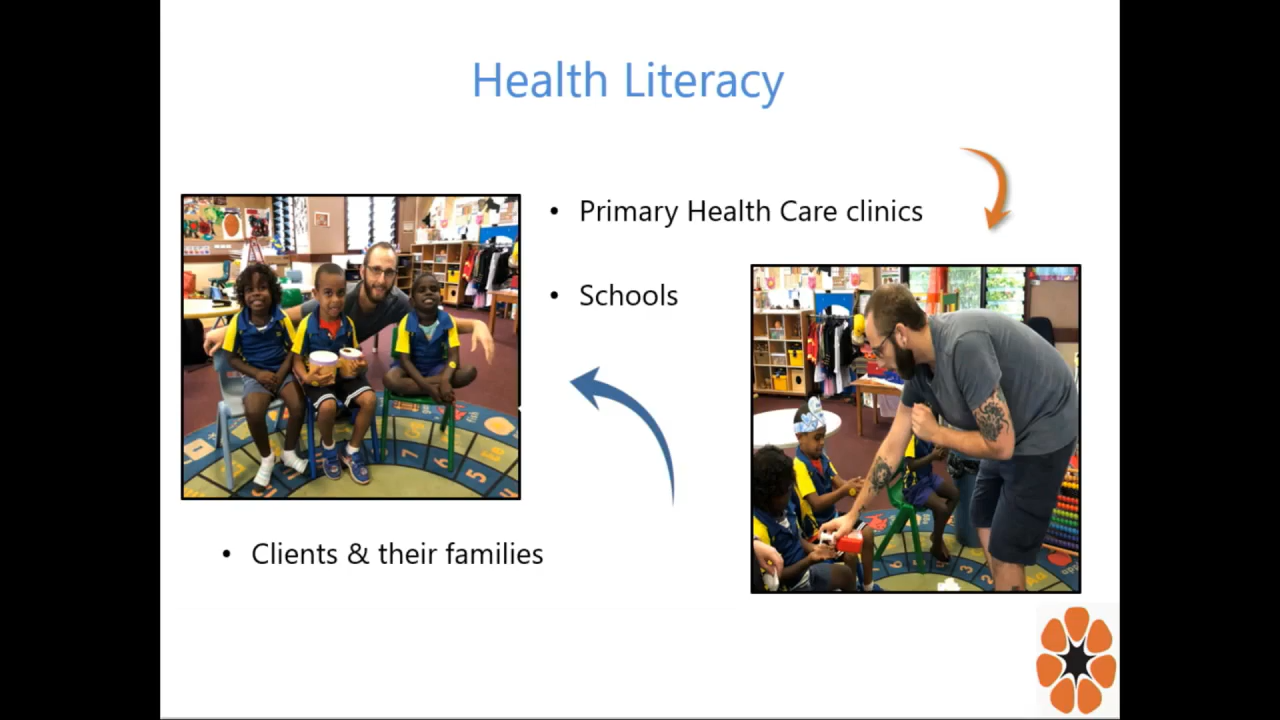 Health Literacy
• Primary Health Care clinics
• Schools
• Clients & their families